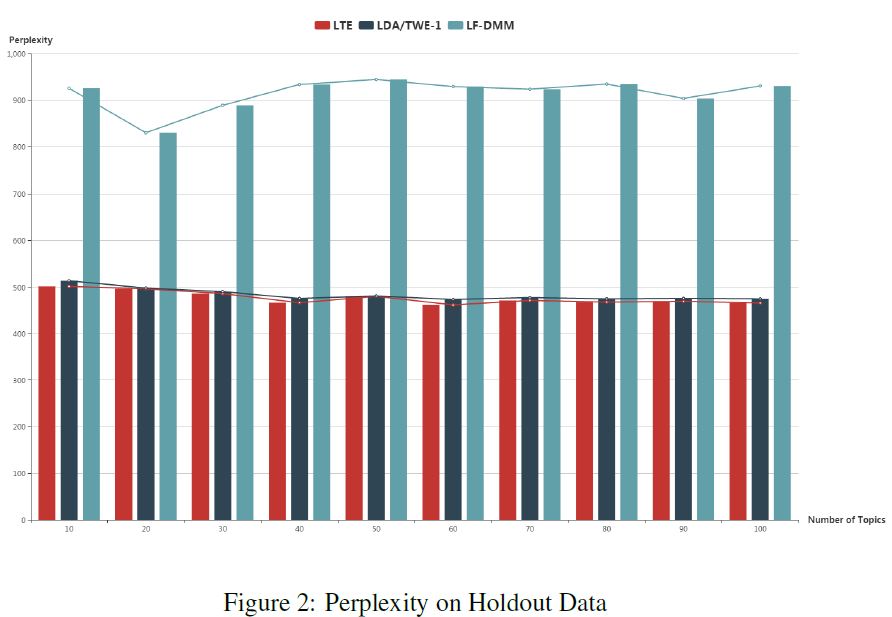 LTE LDA/TWE-1 LF-DMM
Perplexity
1,000
900
800
700
600
500
400
300
200
100
0
10 20 30 40 50 60 70 80 90 100
Number of Topics
Figure 2: Perplexity on Holdout Data